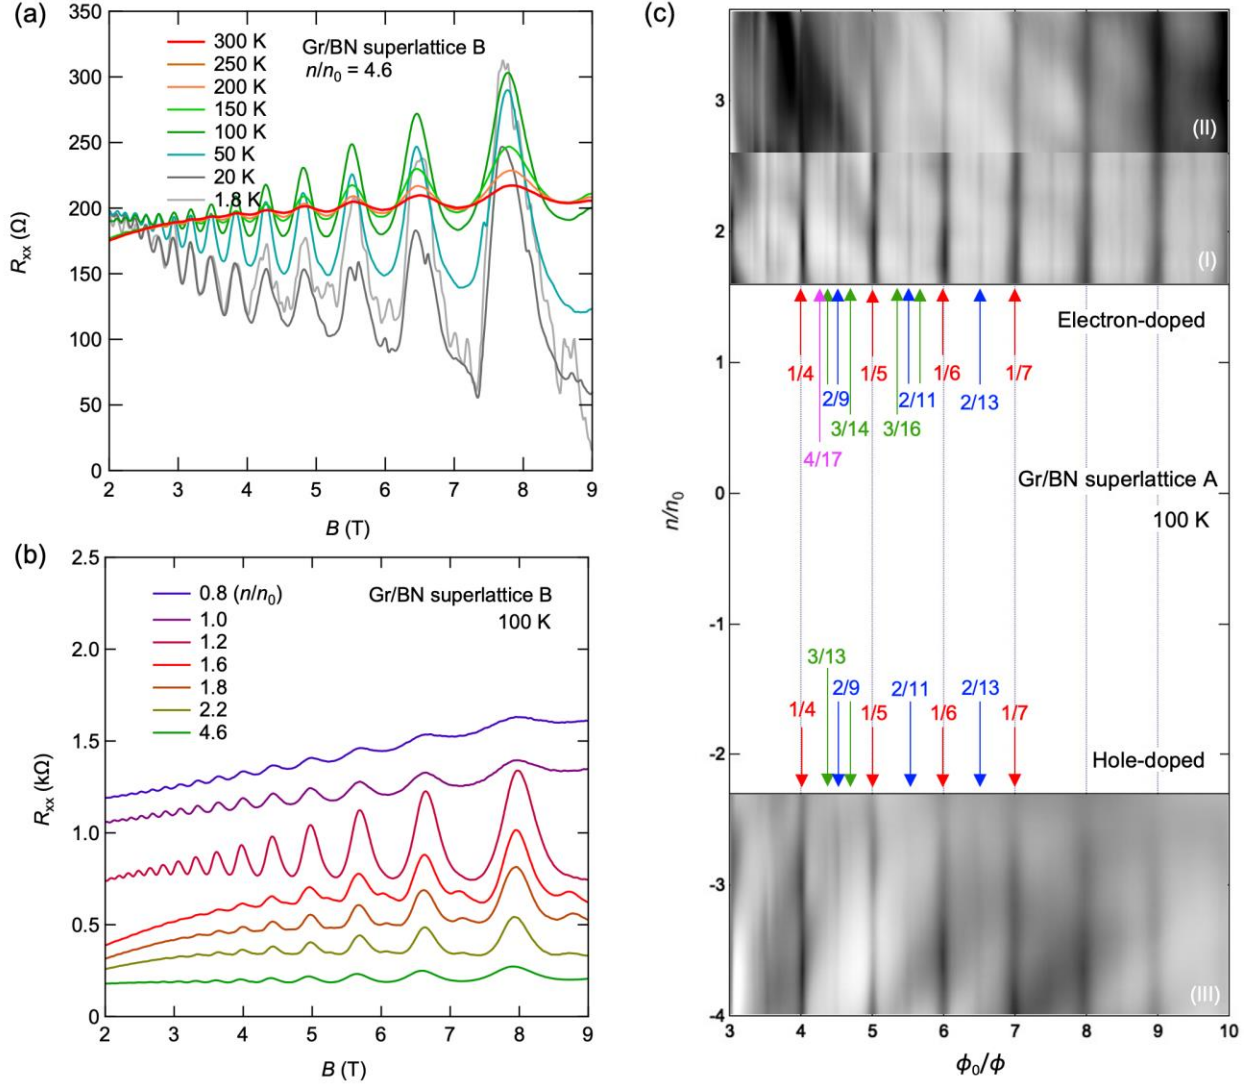 (a)
350
300
250
200
150
100
50
0
Rxx (Ω)
300 K
250 K
200 K
150 K
100 K
50 K
20 K
1.8 K
Gr/BN superlattice B
n/n0 = 4.6
2 3 4 5 6 7 8 9
B (T)
(b)
2.5
2.0
1.5
1.0
0.5
0
Rxx (kΩ)
0.8 (n/n0)
1.0
1.2
1.6
1.8
2.2
4.6
Gr/BN superlattice B
100 K
2 3 4 5 6 7 8 9
B (T)
(c)
3
2
1
0
-1
-2
-3
-4
n/n0
(II)
(I)
Electron-doped
1/4 1/5 1/6 1/7
2/9 2/11 2/13
3/14 3/16
4/17
Gr/BN superlattice A
100 K
3/13
2/9 2/11 2/13
1/4 1/5 1/6 1/7
Hole-doped
(III)
3 4 5 6 7 8 9 10
ϕ0/ϕ